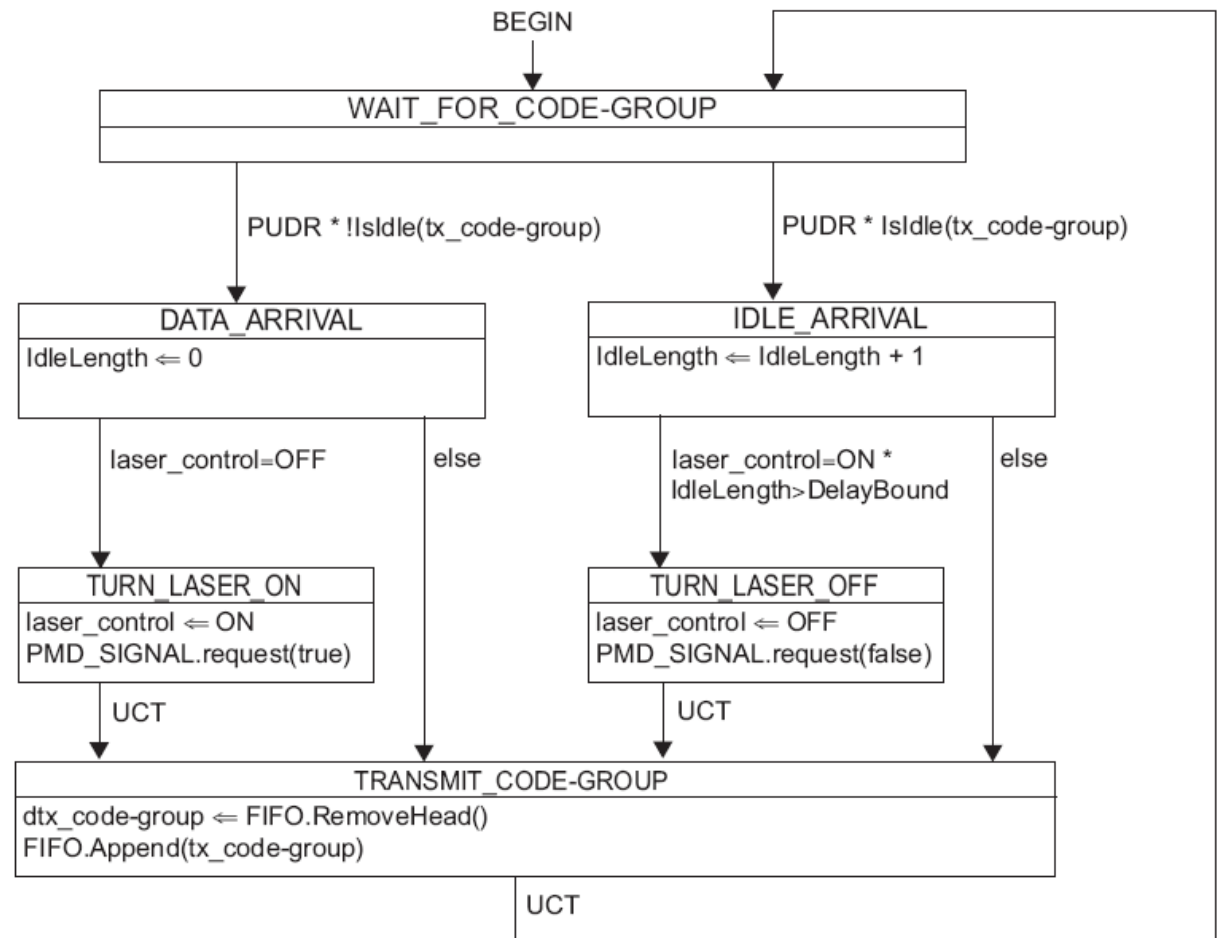 BEGIN
WAIT_FOR_CODE-GROUP
PUDR * !IsIdle(tx_code-group)
PUDR * IsIdle(tx_code-group)
DATA_ARRIVAL
IdleLength ⇐ 0
IDLE_ARRIVAL
IdleLength ⇐ IdleLength + 1
laser_control=OFF
else
laser_control=ON *
IdleLength>DelayBound
else
TURN_LASER_ON
laser_control ⇐ ON
PMD_SIGNAL.request(true)
TURN_LASER_OFF
laser_control ⇐ OFF
PMD_SIGNAL.request(false)
UCT
UCT
TRANSMIT_CODE-GROUP
dtx_code-group ⇐ FIFO.RemoveHead()
FIFO.Append(tx_code-group)
UCT